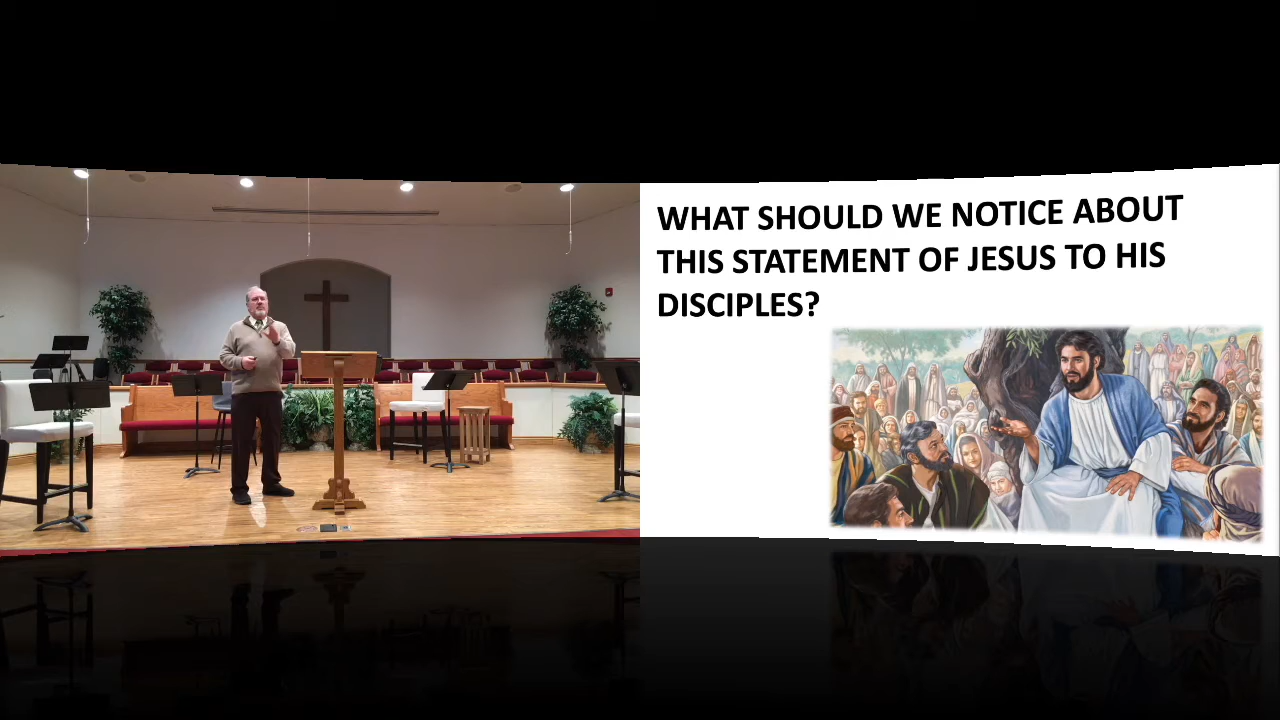 WHAT SHOULD WE NOTICE ABOUT
THIS STATEMENT OF JESUS TO HIS
DISCIPLES?